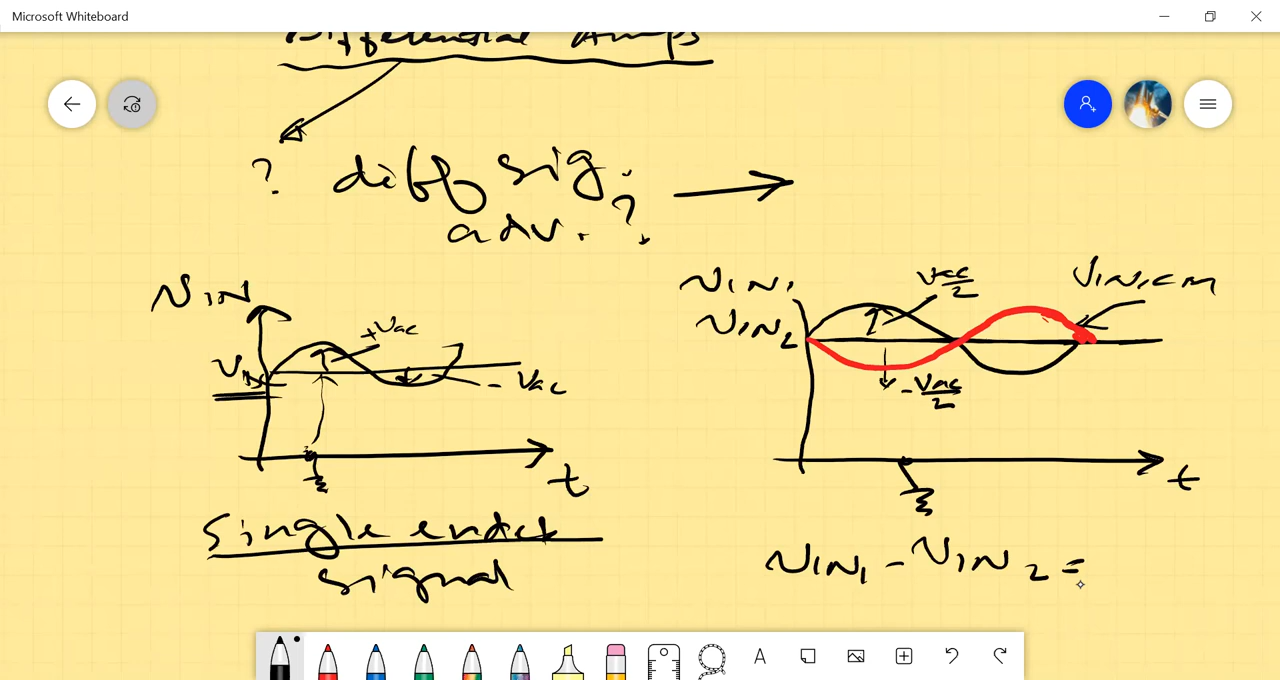 Microsoft Whiteboard
Differential Amps
? diff sig. →
adv. ?
VIN
+Vac
VIN
- Vac
t
Single ended
signal
VIN1
VIN2
Vac/2
VIN,CM
-Vac/2
t
VIN1 - VIN2 =
A